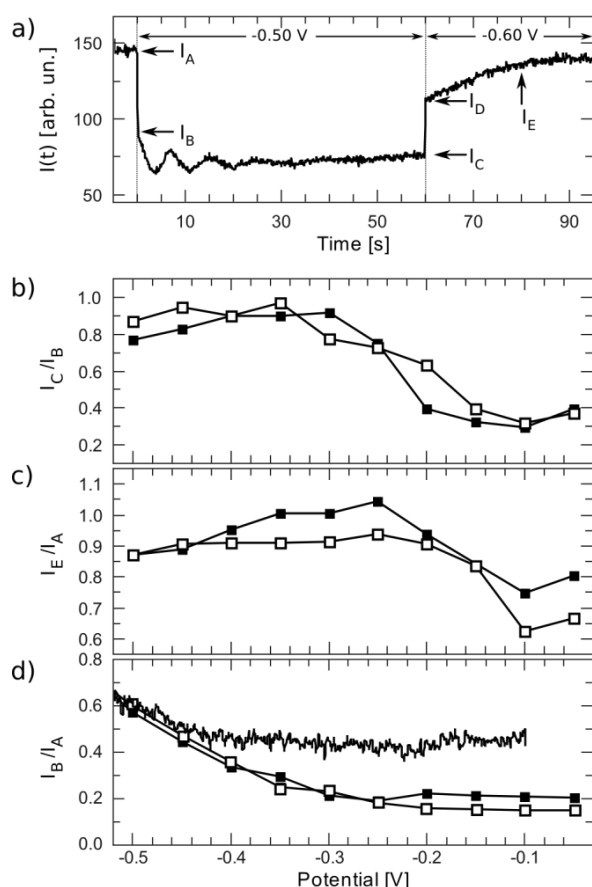 a)
-0.50 V -0.60 V
150
100
50
I(t) [arb. un.]
I_A
I_B
I_C
I_D
I_E
10 30 50 70 90
Time [s]
b)
1.0
0.8
0.6
0.4
0.2
I_C/I_B
c)
1.1
1.0
0.9
0.8
0.7
0.6
I_E/I_A
d)
0.8
0.6
0.4
0.2
0.0
I_B/I_A
-0.5 -0.4 -0.3 -0.2 -0.1
Potential [V]